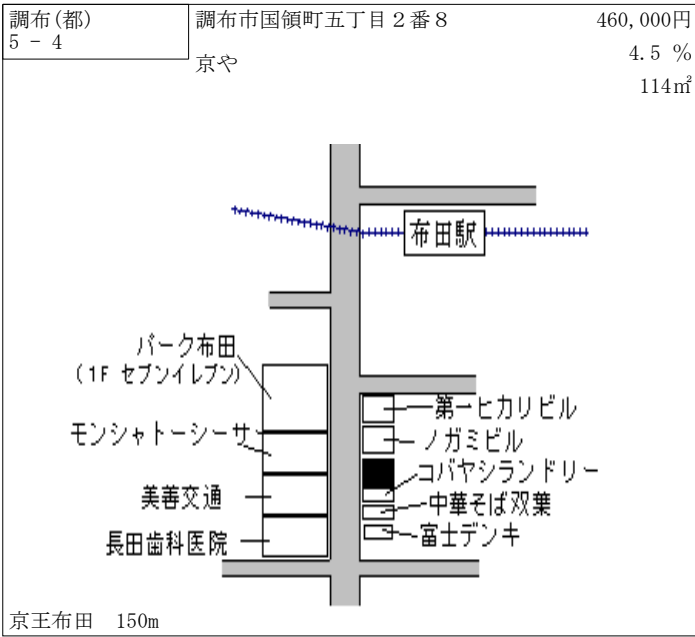 調布(都)
5 - 4
調布市国領町五丁目２番８
京や
460,000円
4.5 %
114㎡
布田駅
パーク布田
(1F セブンイレブン)
モンシャトーシーサー
美善交通
長田歯科医院
第一ヒカリビル
ノガミビル
コバヤシランドリー
中華そば双葉
富士デンキ
京王布田　150m